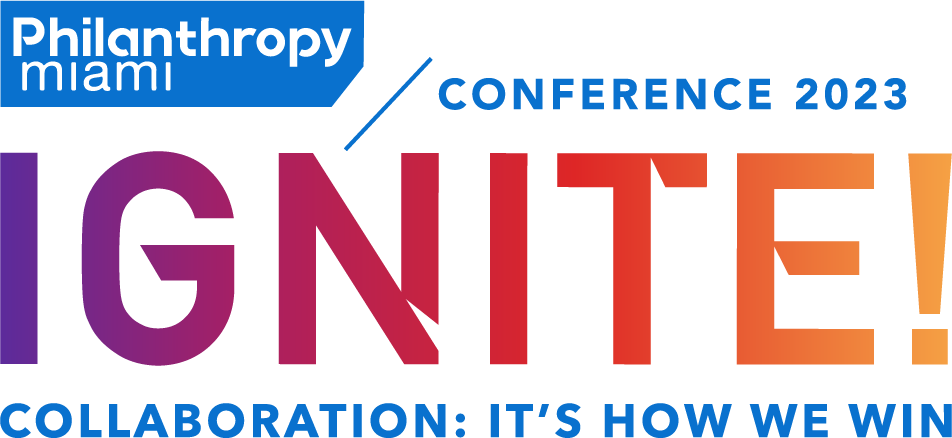 Philanthropy
miami
CONFERENCE 2023
IGNITE!
COLLABORATION: IT’S HOW WE WIN